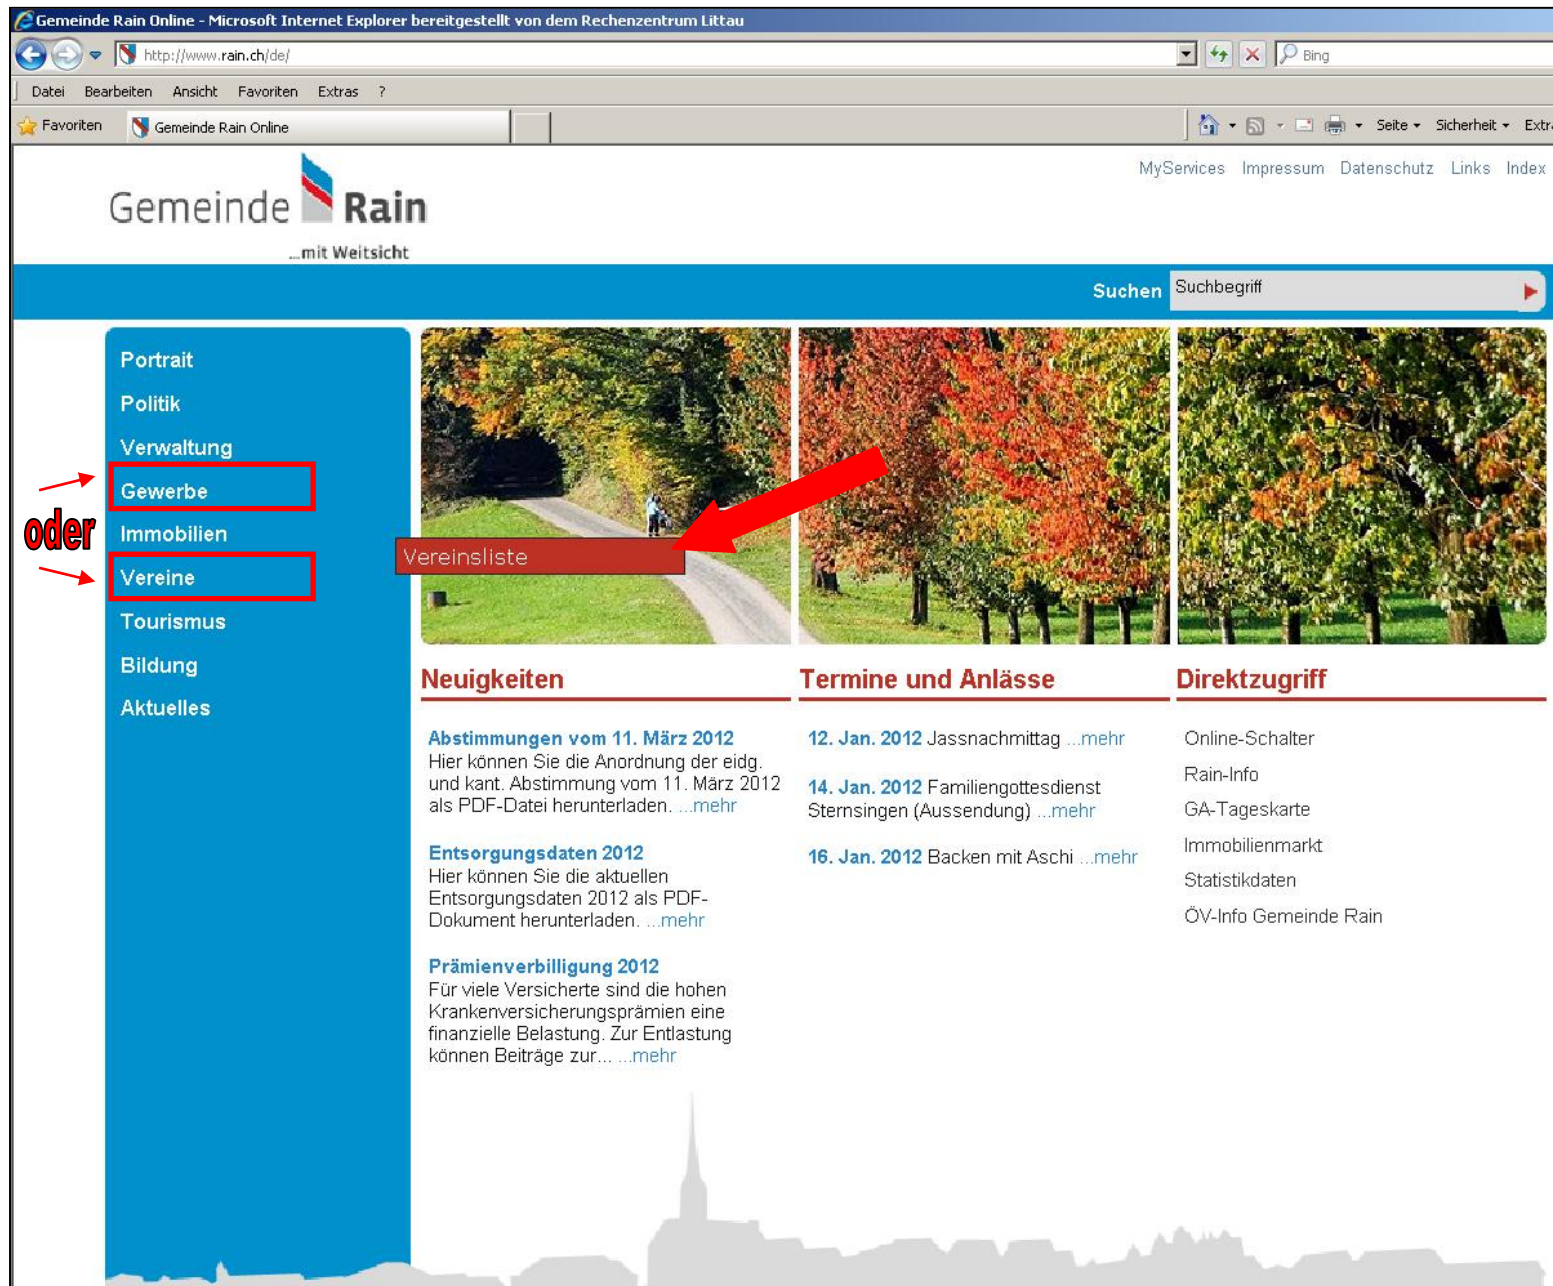 Gemeinde Rain Online - Microsoft Internet Explorer bereitgestellt von dem Rechenzentrum Littau
http://www.rain.ch/de/
Bing
Datei Bearbeiten Ansicht Favoriten Extras ?
Favoriten
Gemeinde Rain Online
Seite Sicherheit
MyServices Impressum Datenschutz Links Index
Gemeinde Rain
...mit Weitsicht
Suchen Suchbegriff
Portrait
Politik
Verwaltung
Gewerbe
oder
Immobilien
Vereine
Vereinsliste
Tourismus
Bildung
Aktuelles
Neuigkeiten
Abstimmungen vom 11. März 2012
Hier können Sie die Anordnung der eidg.
und kant. Abstimmung vom 11. März 2012
als PDF-Datei herunterladen. ...mehr
Entsorgungsdaten 2012
Hier können Sie die aktuellen
Entsorgungsdaten 2012 als PDF-
Dokument herunterladen. ...mehr
Prämienverbilligung 2012
Für viele Versicherte sind die hohen
Krankenversicherungsprämien eine
finanzielle Belastung. Zur Entlastung
können Beiträge zur... ...mehr
Termine und Anlässe
12. Jan. 2012 Jassnachmittag ...mehr
14. Jan. 2012 Familiengottesdienst
Sternsingen (Aussendung) ...mehr
16. Jan. 2012 Backen mit Aschi ...mehr
Direktzugriff
Online-Schalter
Rain-Info
GA-Tageskarte
Immobilienmarkt
Statistikdaten
ÖV-Info Gemeinde Rain